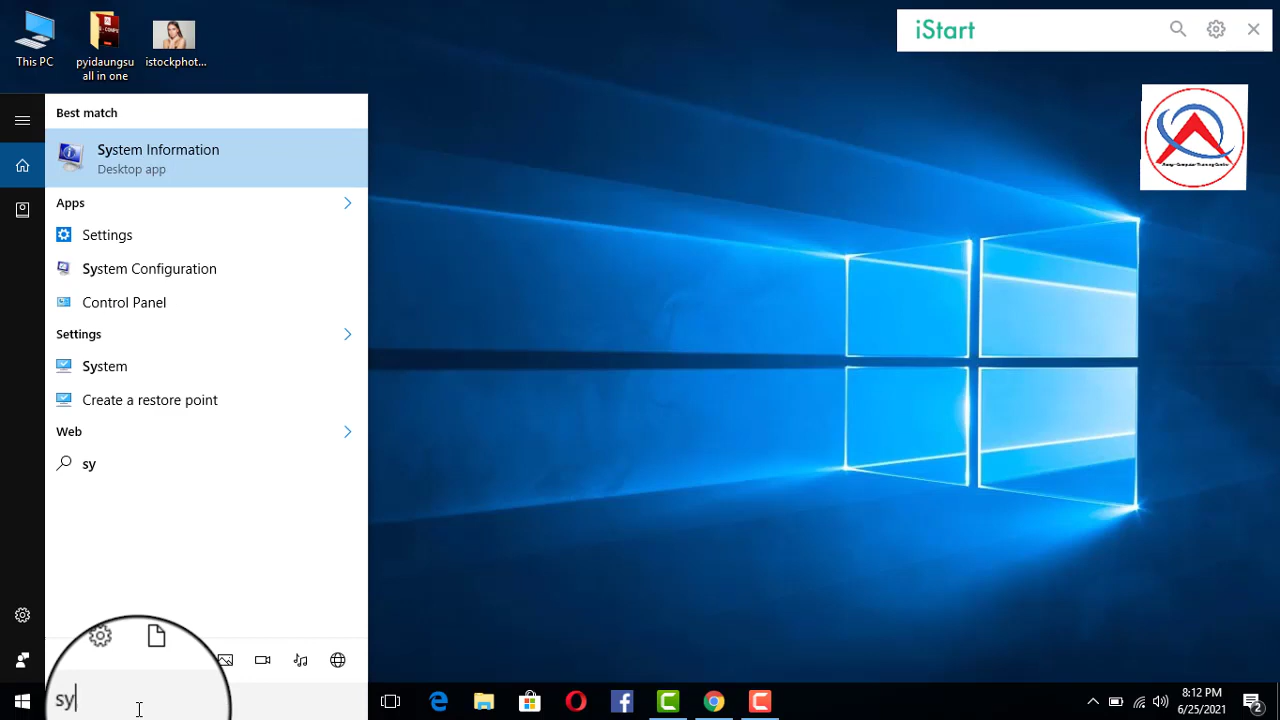 This PC
pyidaungsu
all in one
istockphot...
iStart
Best match
System Information
Desktop app
Apps
Settings
System Configuration
Control Panel
Settings
System
Create a restore point
Web
sy
sy
8:12 PM
6/25/2021
2